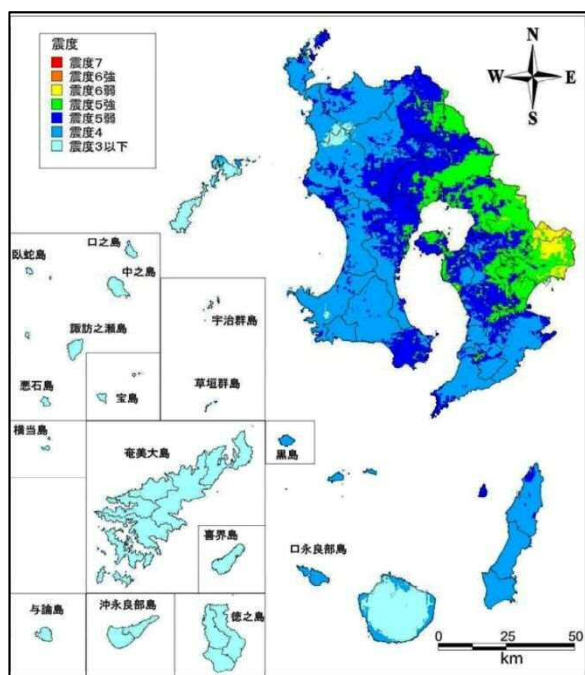 震度
震度7
震度6強
震度6弱
震度5強
震度5弱
震度4
震度3以下
N
W
E
S
口之島
臥蛇島
中之島
諏訪之瀬島
宇治群島
悪石島
宝島
草垣群島
横当島
奄美大島
黒島
喜界島
口永良部島
与論島
沖永良部島
徳之島
0 25 50
km